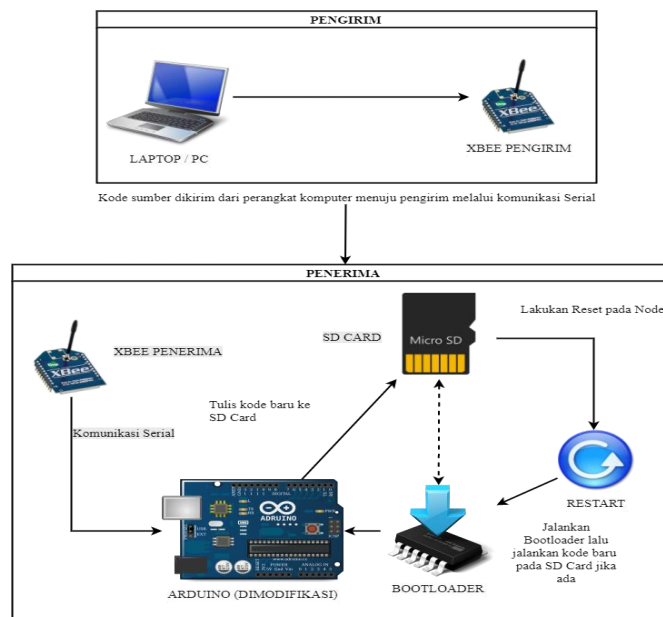 PENGIRIM
XBee
LAPTOP / PC
XBEE PENGIRIM
Kode sumber dikirim dari perangkat komputer menuju pengirim melalui komunikasi Serial
PENERIMA
Lakukan Reset pada Node
SD CARD
Micro SD
XBEE PENERIMA
XBee
Tulis kode baru ke
SD Card
Komunikasi Serial
ADRUINO
RESTART
Jalankan
Bootloader lalu
jalankan kode baru
pada SD Card jika
ada
ARDUINO (DIMODIFIKASI)
BOOTLOADER